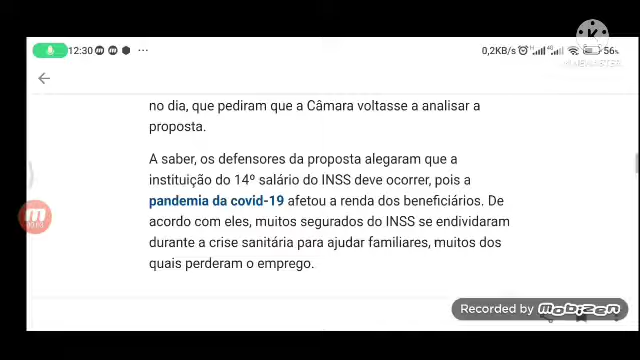 12:30
0,2KB/s
56%
KINEMASTER
no dia, que pediram que a Câmara voltasse a analisar a
proposta.
A saber, os defensores da proposta alegaram que a
instituição do 14º salário do INSS deve ocorrer, pois a
pandemia da covid-19 afetou a renda dos beneficiários. De
acordo com eles, muitos segurados do INSS se endividaram
durante a crise sanitária para ajudar familiares, muitos dos
quais perderam o emprego.
Recorded by mobizen